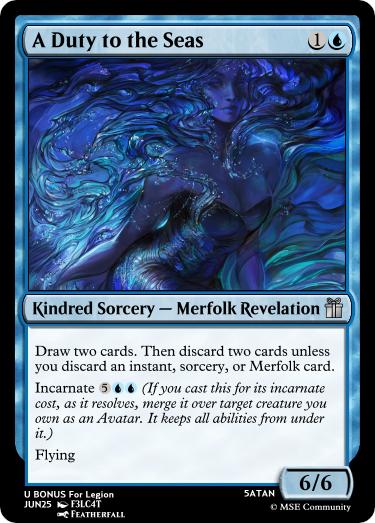 A Duty to the Seas 1
Kindred Sorcery — Merfolk Revelation
Draw two cards. Then discard two cards unless
you discard an instant, sorcery, or Merfolk card.
Incarnate 5 (If you cast this for its incarnate
cost, as it resolves, merge it over target creature you
own as an Avatar. It keeps all abilities from under
it.)
Flying
6/6
U BONUS For Legion 5ATAN
JUN25 F3LC4T © MSE Community
FEATHERFALL